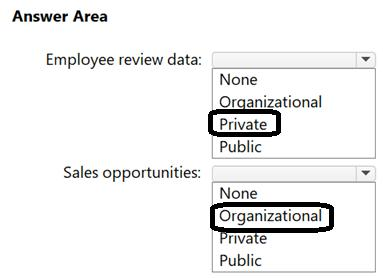 Answer Area
Employee review data:
None
Organizational
Private
Public
Sales opportunities:
None
Organizational
Private
Public